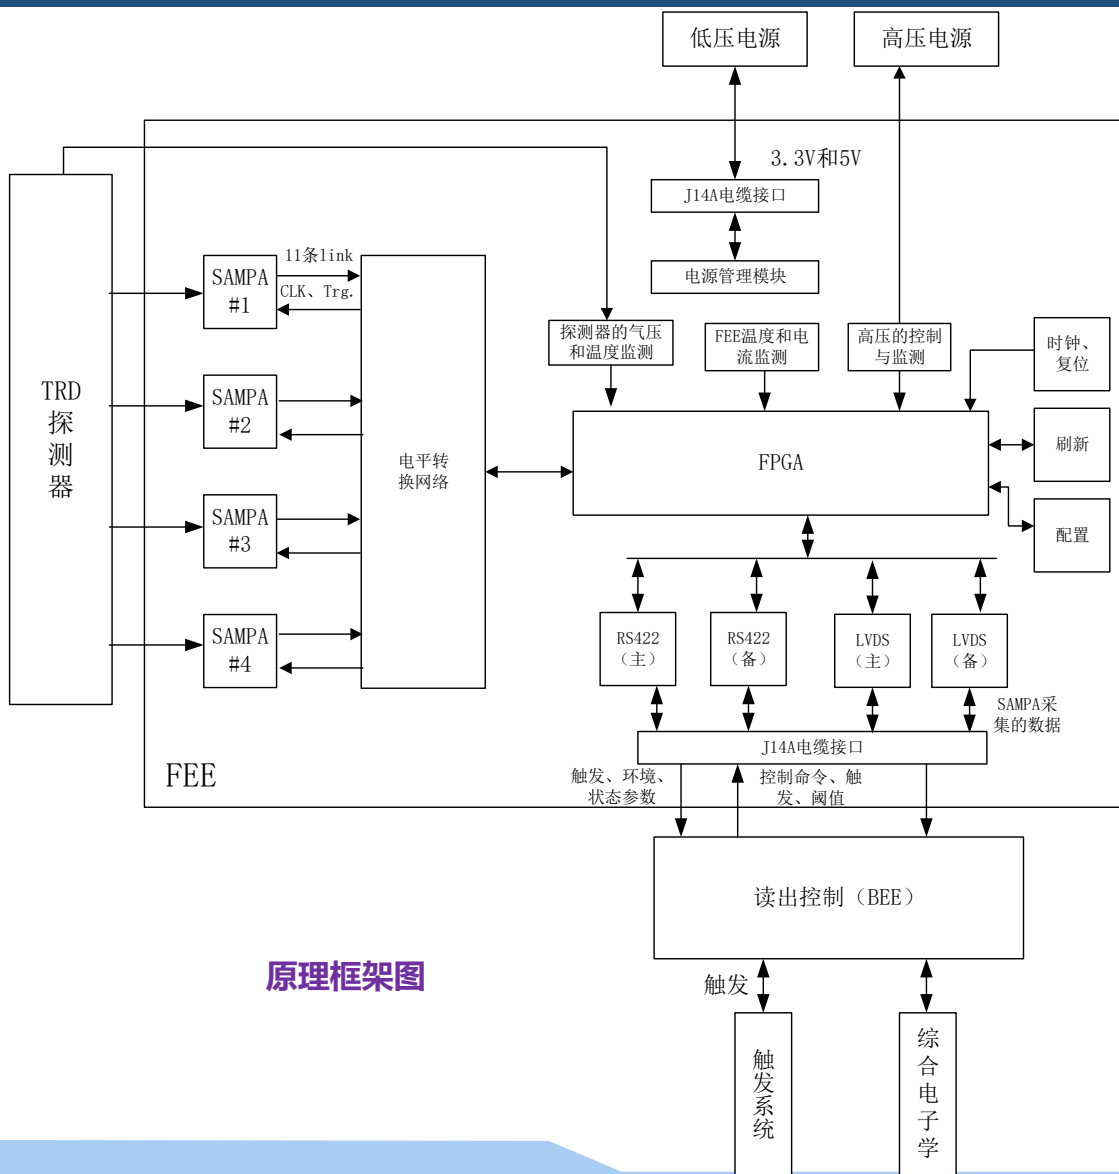 低压电源
高压电源
3.3V和5V
J14A电缆接口
电源管理模块
11条link
CLK、Trg.
SAMPA
#1
SAMPA
#2
SAMPA
#3
SAMPA
#4
TRD
探
测
器
电平转
换网络
探测器的气压
和温度监测
FEE温度和电
流监测
高压的控制
与监测
时钟、
复位
刷新
配置
FPGA
RS422
（主）
RS422
（备）
LVDS
（主）
LVDS
（备）
SAMPA采
集的数据
J14A电缆接口
FEE
触发、环境、
状态参数
控制命令、触
发、阈值
读出控制（BEE）
原理框架图
触发
触
发
系
统
综
合
电
子
学